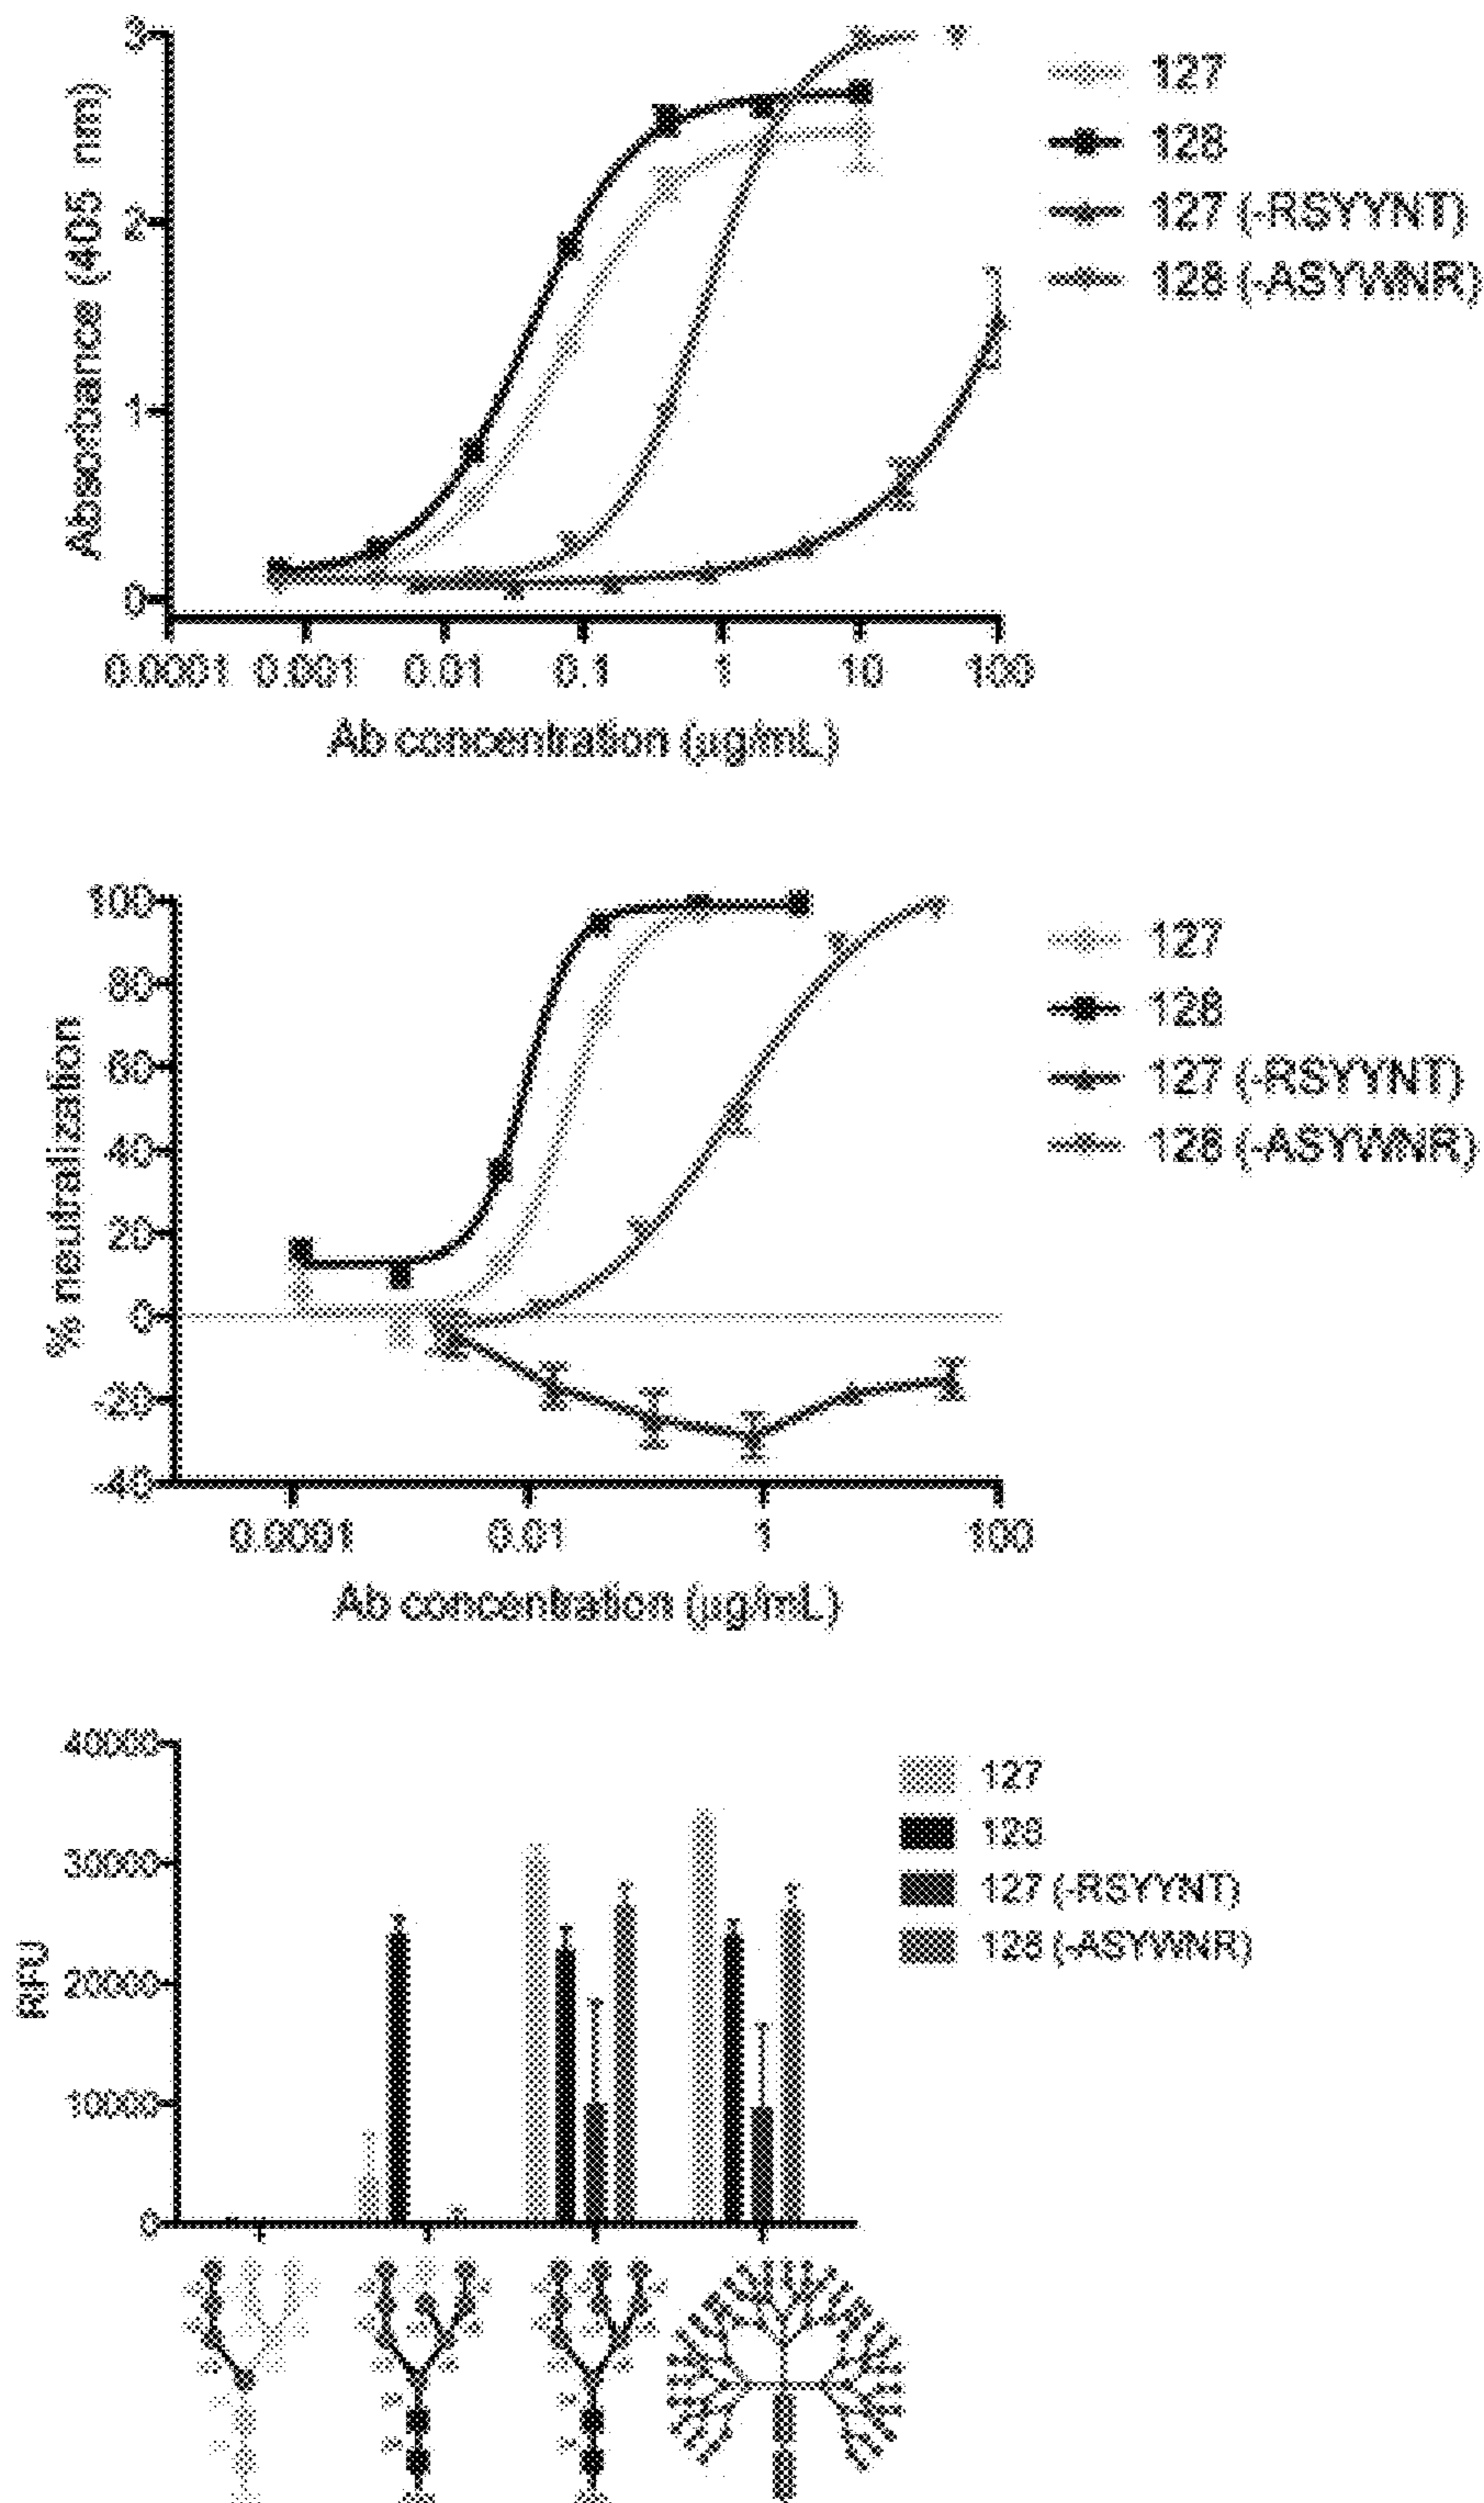 3
2
1
0
Absorbance (405 nm)
0.0001 0.001 0.01 0.1 1 10 100
Ab concentration (µg/mL)
127
128
127 (-RSYYNT)
128 (-ASYWNR)
100
80
60
40
20
0
-20
-40
% neutralization
0.0001 0.01 1 100
Ab concentration (µg/mL)
127
128
127 (-RSYYNT)
128 (-ASYWNR)
40000
30000
20000
10000
0
RFU
127
128
127 (-RSYYNT)
128 (-ASYWNR)